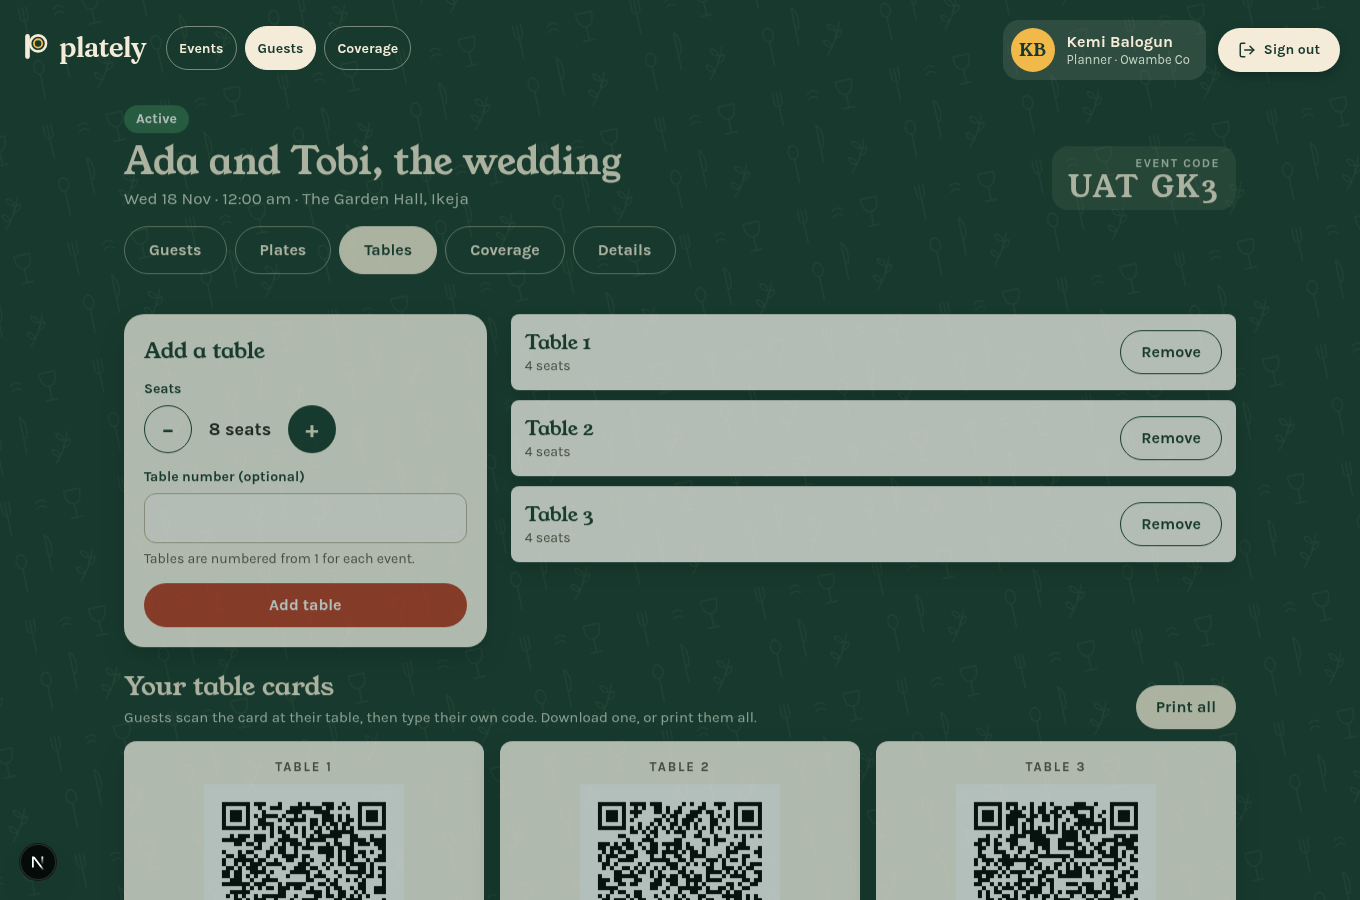 plately
Events
Guests
Coverage
KB
Kemi Balogun
Planner · Owambe Co
Sign out
Active
Ada and Tobi, the wedding
Wed 18 Nov · 12:00 am · The Garden Hall, Ikeja
EVENT CODE
UAT GK3
Guests
Plates
Tables
Coverage
Details
Add a table
Seats
−
8 seats
+
Table number (optional)
Tables are numbered from 1 for each event.
Add table
Table 1
4 seats
Remove
Table 2
4 seats
Remove
Table 3
4 seats
Remove
Your table cards
Guests scan the card at their table, then type their own code. Download one, or print them all.
Print all
TABLE 1
TABLE 2
TABLE 3
N